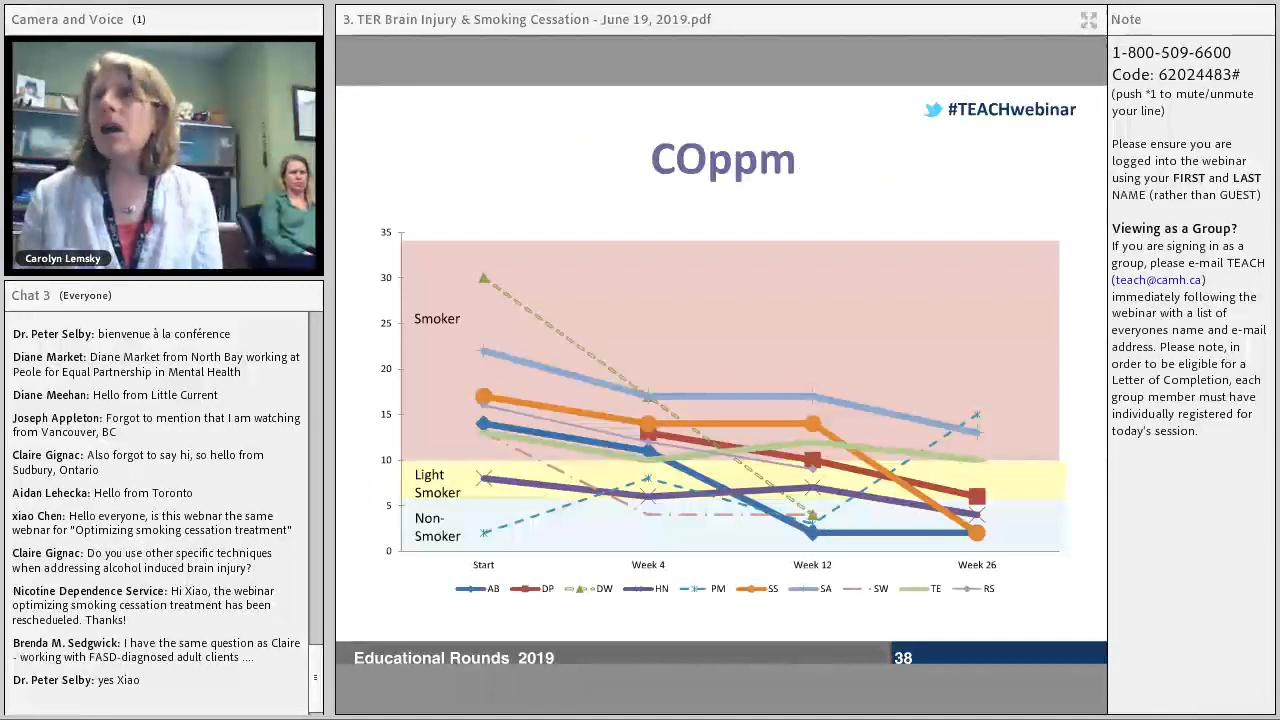 Camera and Voice (1)
Carolyn Lemsky
Chat 3 (Everyone)
Dr. Peter Selby: bienvenue à la conférence
Diane Market: Diane Market from North Bay working at
Peole for Equal Partnership in Mental Health
Diane Meehan: Hello from Little Current
Joseph Appleton: Forgot to mention that I am watching
from Vancouver, BC
Claire Gignac: Also forgot to say hi, so hello from
Sudbury, Ontario
Aidan Lehecka: Hello from Toronto
xiao Chen: Hello everyone, is this webnar the same
webnar for "Optimizing smoking cessation treatment"
Claire Gignac: Do you use other specific techniques
when addressing alcohol induced brain injury?
Nicotine Dependence Service: Hi Xiao, the webinar
optimizing smoking cessation treatment has been
reschedueled. Thanks!
Brenda M. Sedgwick: I have the same question as Claire
- working with FASD-diagnosed adult clients ....
Dr. Peter Selby: yes Xiao
3. TER Brain Injury & Smoking Cessation - June 19, 2019.pdf
#TEACHwebinar
COppm
35
30
25
20
15
10
5
0
Smoker
Light
Smoker
Non-
Smoker
Start Week 4 Week 12 Week 26
AB DP DW HN PM SS SA SW TE RS
Educational Rounds 2019
38
Note
1-800-509-6600
Code: 62024483#
(push *1 to mute/unmute
your line)
Please ensure you are
logged into the webinar
using your FIRST and LAST
NAME (rather than GUEST)
Viewing as a Group?
If you are signing in as a
group, please e-mail TEACH
(teach@camh.ca)
immediately following the
webinar with a list of
everyones name and e-mail
address. Please note, in
order to be eligible for a
Letter of Completion, each
group member must have
individually registered for
today's session.